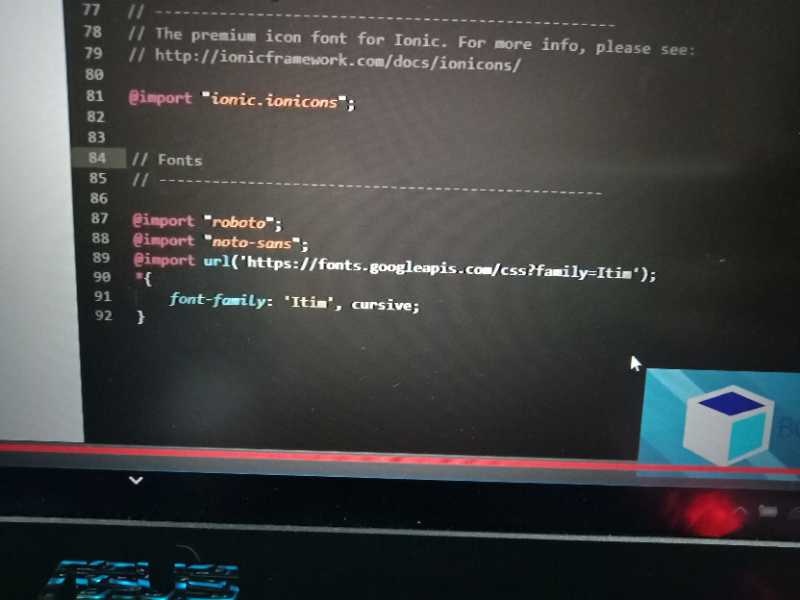 77 // -----------------------------------------------------
78 // The premium icon font for Ionic. For more info, please see:
79 // http://ionicframework.com/docs/ionicons/
80
81 @import "ionic.ionicons";
82
83
84 // Fonts
85 // --------------------------------------------------
86
87 @import "roboto";
88 @import "noto-sans";
89 @import url('https://fonts.googleapis.com/css?family=Itim');
90 *{
91 font-family: 'Itim', cursive;
92 }
ASUS